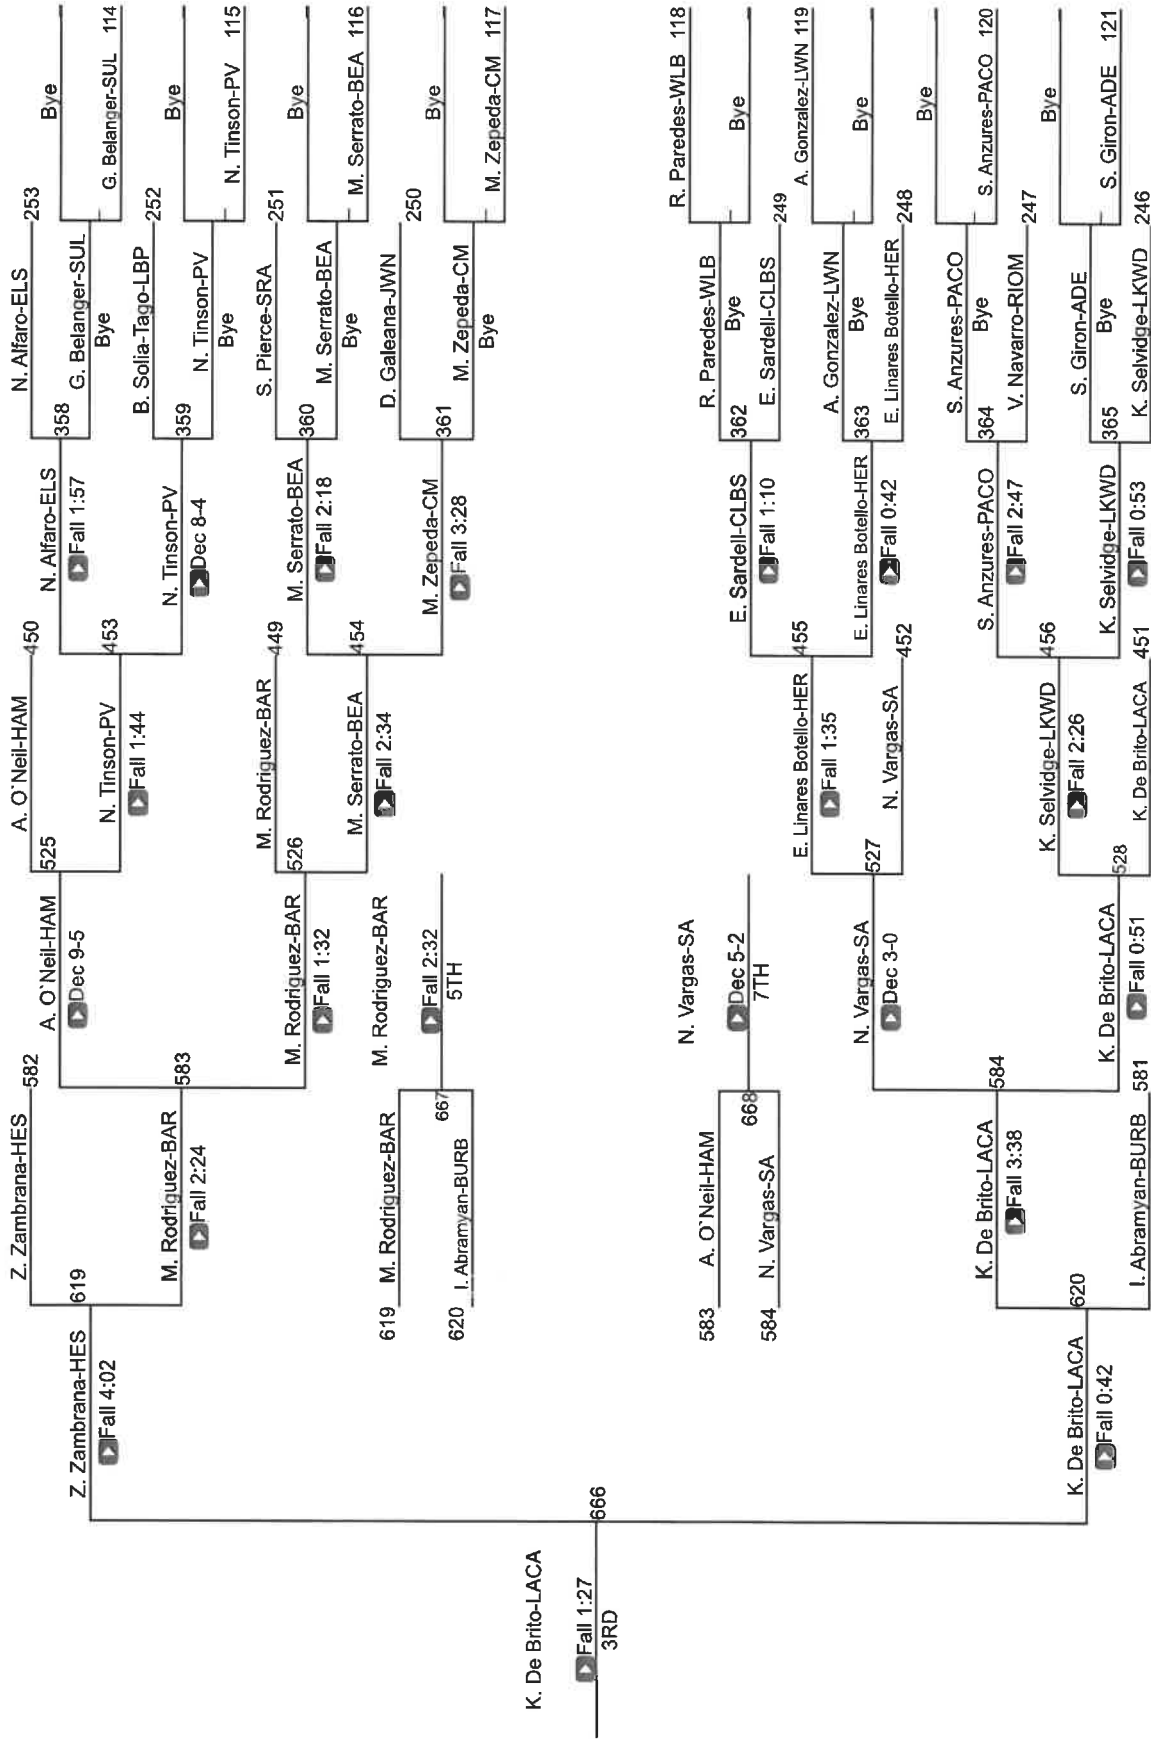 Bye
G. Belanger-SUL 114
Bye
N. Tinson-PV 115
Bye
M. Serrato-BEA 116
Bye
M. Zepeda-CM 117
R. Paredes-WLB 118
Bye
A. Gonzalez-LWN 119
Bye
Bye
S. Anzures-PACO 120
Bye
S. Giron-ADE 121
N. Alfaro-ELS 253
G. Belanger-SUL
Bye
B. Solia-Tago-LBP 252
N. Tinson-PV
Bye
S. Pierce-SRA 251
M. Serrato-BEA
Bye
D. Galeana-JWN 250
M. Zepeda-CM
Bye
R. Paredes-WLB
Bye
E. Sardell-CLBS 249
A. Gonzalez-LWN
Bye
E. Linares Botello-HER 248
S. Anzures-PACO
Bye
V. Navarro-RIOM 247
S. Giron-ADE
Bye
K. Selvidge-LKWD 246
N. Alfaro-ELS 358
Fall 1:57
N. Tinson-PV 359
Dec 8-4
M. Serrato-BEA 360
Fall 2:18
M. Zepeda-CM 361
Fall 3:28
E. Sardell-CLBS 362
Fall 1:10
E. Linares Botello-HER 363
Fall 0:42
S. Anzures-PACO 364
Fall 2:47
K. Selvidge-LKWD 365
Fall 0:53
A. O`Neil-HAM 450
N. Tinson-PV 453
Fall 1:44
M. Rodriguez-BAR 449
M. Serrato-BEA 454
Fall 2:34
E. Linares Botello-HER 455
Fall 1:35
N. Vargas-SA 452
K. Selvidge-LKWD 456
Fall 2:26
K. De Brito-LACA 451
A. O`Neil-HAM 525
Dec 9-5
M. Rodriguez-BAR 526
Fall 1:32
M. Rodriguez-BAR
Fall 2:32
5TH
N. Vargas-SA
Dec 5-2
7TH
N. Vargas-SA 527
Dec 3-0
K. De Brito-LACA 528
Fall 0:51
Z. Zambrana-HES 582
M. Rodriguez-BAR 583
Fall 2:24
619 M. Rodriguez-BAR
667
620 I. Abramyan-BURB
583 A. O`Neil-HAM
668
584 N. Vargas-SA
K. De Brito-LACA 584
Fall 3:38
I. Abramyan-BURB 581
Z. Zambrana-HES 619
Fall 4:02
K. De Brito-LACA 620
Fall 0:42
K. De Brito-LACA 666
Fall 1:27
3RD